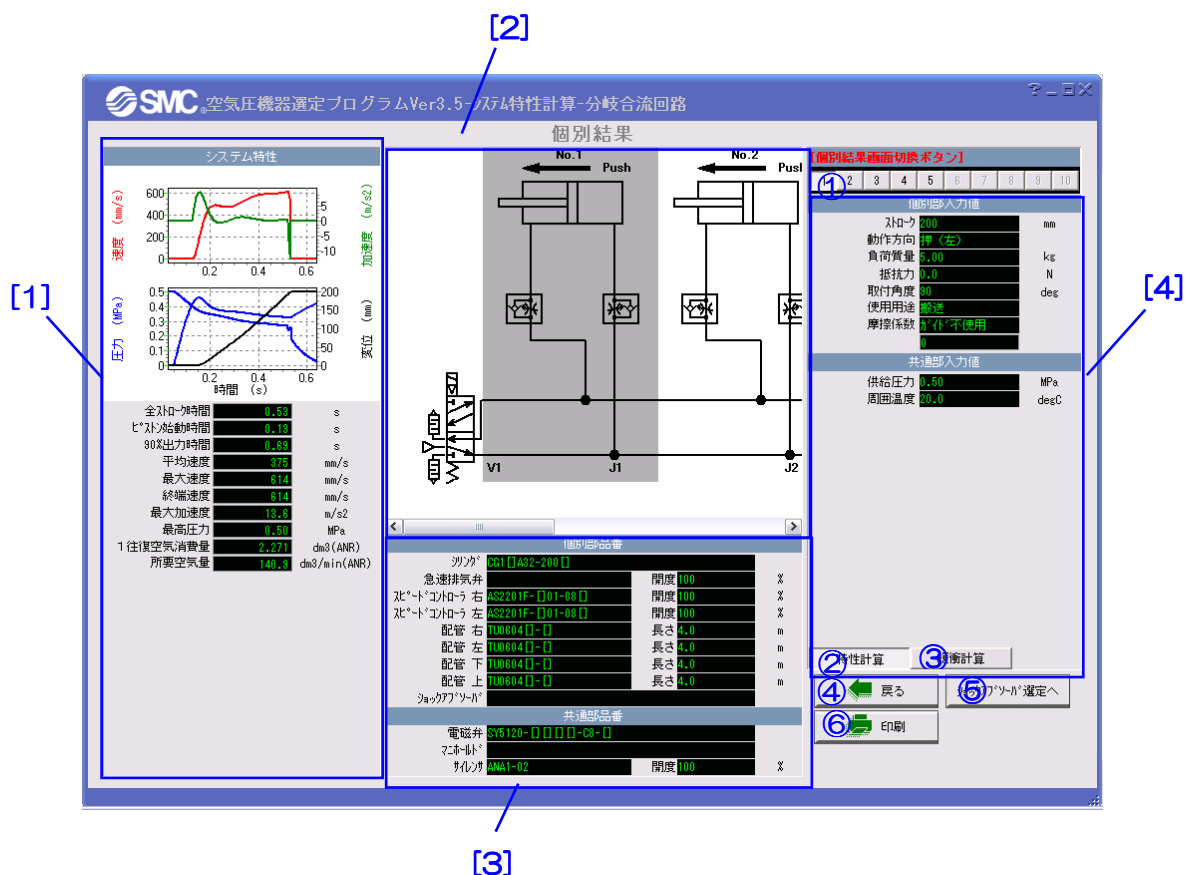 [2]
SMC 空気圧機器選定プログラムVer3.5-ｼｽﾃﾑ特性計算-分岐合流回路
個別結果
[1]
システム特性
速度 (mm/s)
600
400
200
0
5
0
-5
-10
加速度 (m/s2)
0.2 0.4 0.6
圧力 (MPa)
0.5
0.4
0.3
0.2
0.1
0
200
150
100
50
0
変位 (mm)
0.2 0.4 0.6
時間 (s)
全ｽﾄﾛｰｸ時間 0.53 s
ﾋﾟｽﾄﾝ始動時間 0.13 s
90%出力時間 0.69 s
平均速度 375 mm/s
最大速度 614 mm/s
終端速度 614 mm/s
最大加速度 13.6 m/s2
最高圧力 0.50 MPa
1往復空気消費量 2.271 dm3(ANR)
所要空気量 140.9 dm3/min(ANR)
No.1 Push
No.2 Push
V1 J1 J2
個別部品番
ｼﾘﾝﾀﾞ CG1[]A32-200[]
急速排気弁 開度 100 %
ｽﾋﾟｰﾄﾞｺﾝﾄﾛｰﾗ 右 AS2201F-[]01-08[] 開度 100 %
ｽﾋﾟｰﾄﾞｺﾝﾄﾛｰﾗ 左 AS2201F-[]01-08[] 開度 100 %
配管 右 TU0604[]-[] 長さ 4.0 m
配管 左 TU0604[]-[] 長さ 4.0 m
配管 下 TU0604[]-[] 長さ 4.0 m
配管 上 TU0604[]-[] 長さ 4.0 m
ｼｮｯｸｱﾌﾞｿｰﾊﾞ
共通部品番
電磁弁 SY5120-[][][][]-C8-[]
ﾏﾆﾎｰﾙﾄﾞ
ｻｲﾚﾝｻ ANA1-02 開度 100 %
[3]
[個別結果画面切換ボタン]
① 2 3 4 5 6 7 8 9 10
個別部入力値
ｽﾄﾛｰｸ 200 mm
動作方向 押（左）
負荷質量 5.00 kg
抵抗力 0.0 N
取付角度 90 deg
使用用途 搬送
摩擦係数 ｶﾞｲﾄﾞ不使用
0
共通部入力値
供給圧力 0.50 MPa
周囲温度 20.0 degC
[4]
② 特性計算 ③ 緩衝計算
④ 戻る ⑤ ｼｮｯｸｱﾌﾞｿｰﾊﾞ選定へ
⑥ 印刷